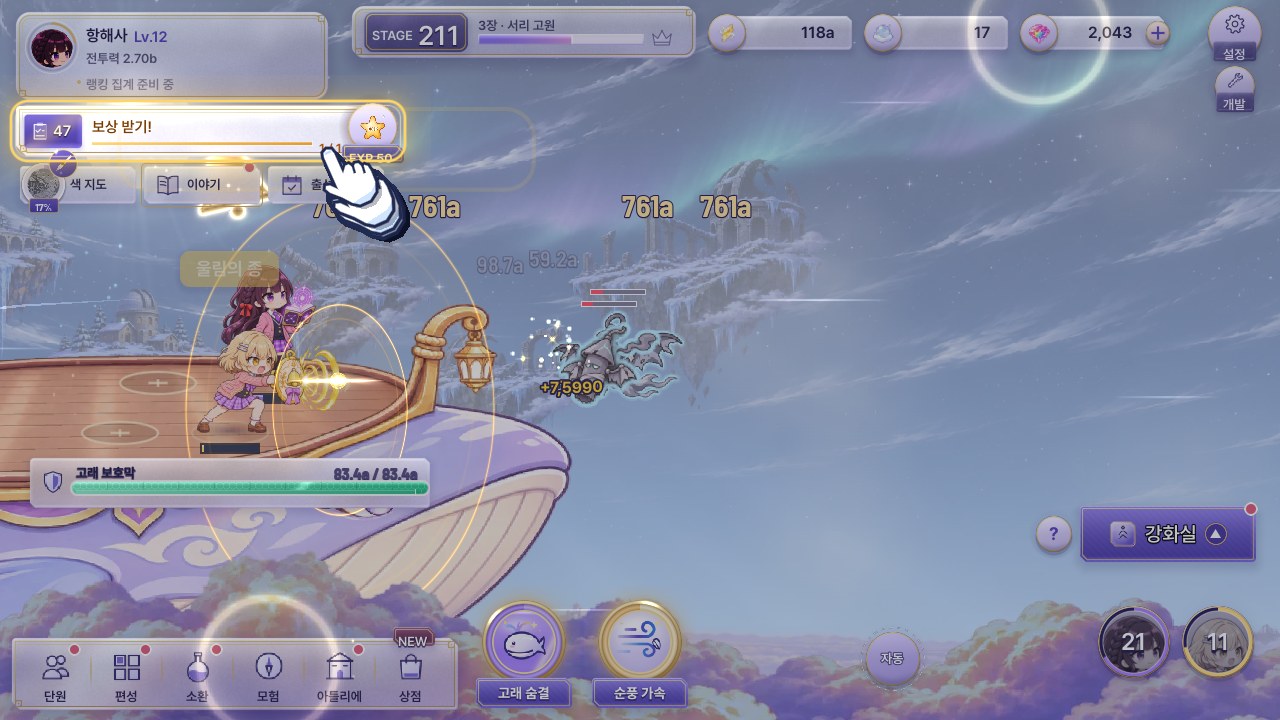 항해사 Lv.12
전투력 2.70b
* 랭킹 집계 준비 중
STAGE 211
3장 · 서리 고원
118a
17
2,043
설정
개발
47
보상 받기!
EXP 50
색 지도
17%
이야기
761a
761a
761a
98.7a
59.2a
울림의 종
+7,5990
고래 보호막
83.4a / 83.4a
?
강화실
NEW
단원
편성
소환
모험
아틀리에
상점
고래 숨결
순풍 가속
자동
21
11